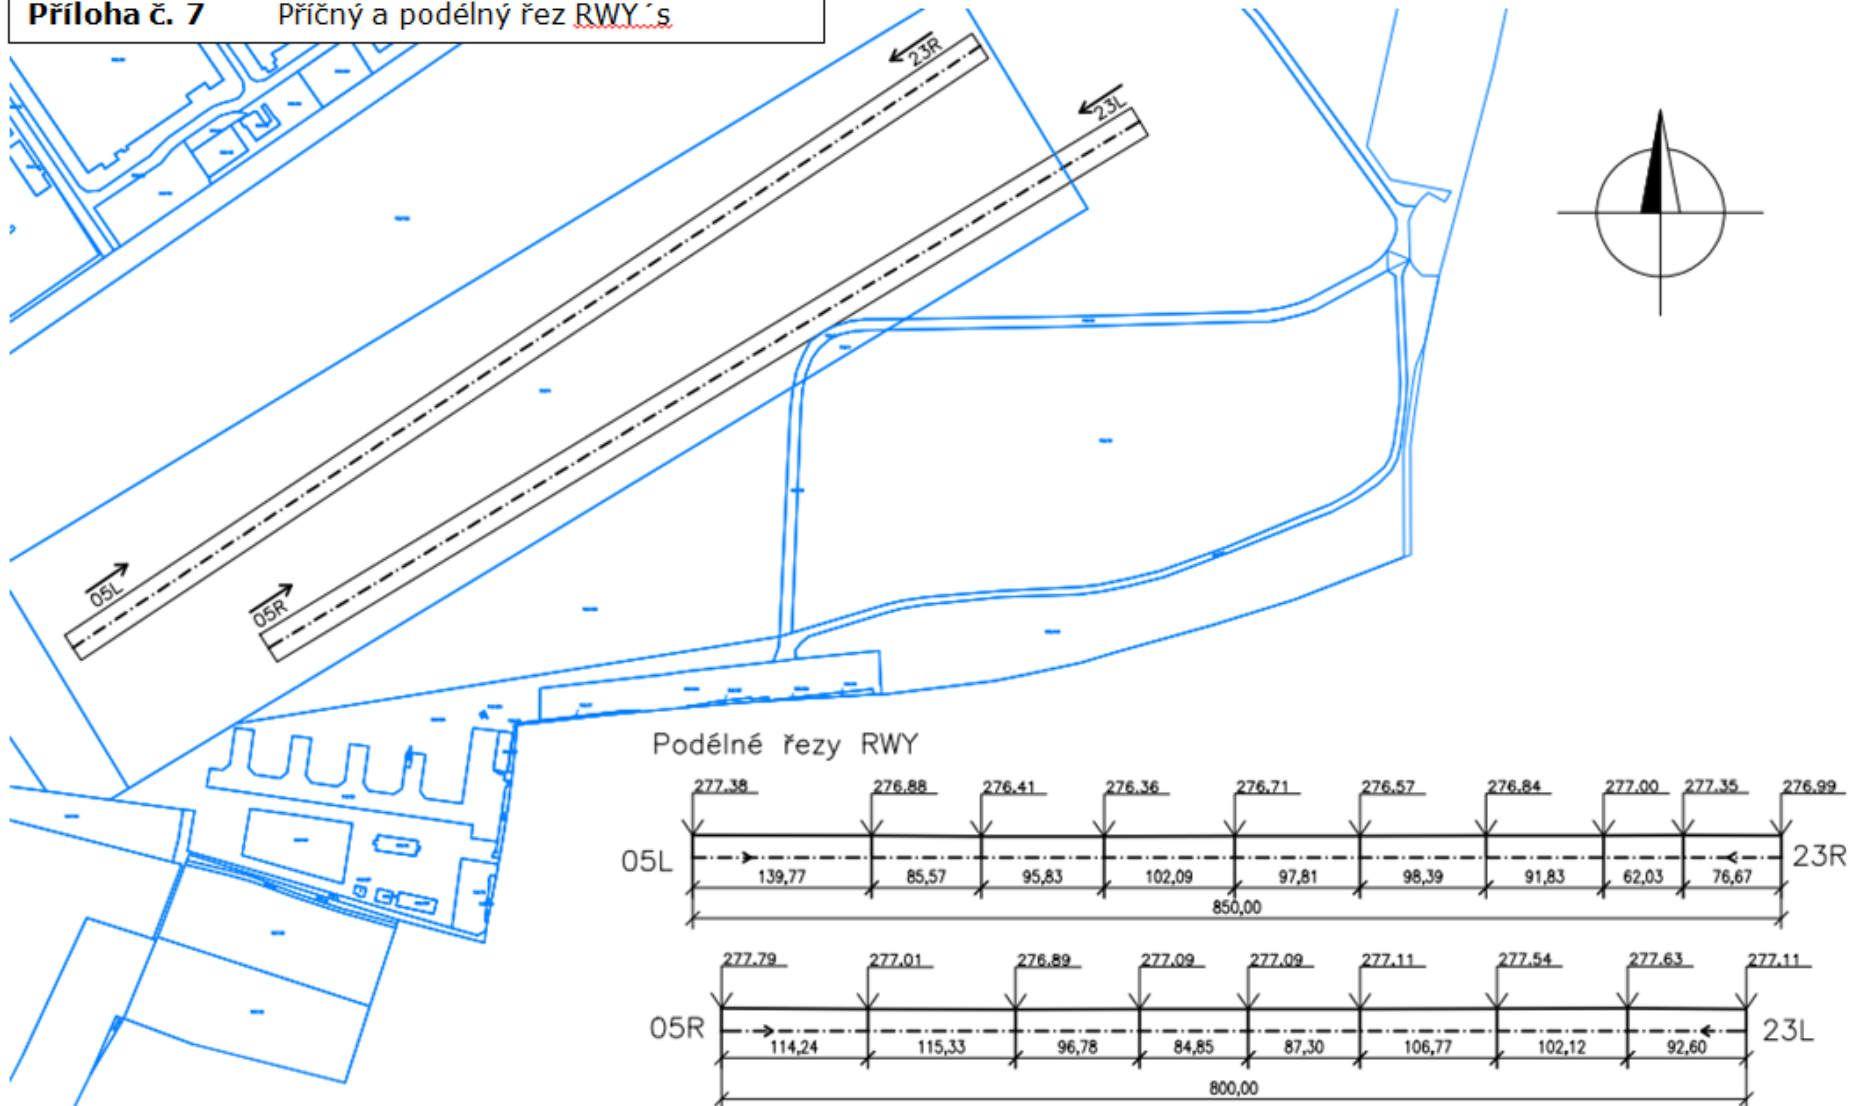 Příloha č. 7 Příčný a podélný řez RWY´s
23R
23L
05L
05R
Podélné řezy RWY
277.38 276.88 276.41 276.36 276.71 276.57 276.84 277.00 277.35 276.99
05L 23R
139,77 85,57 95,83 102,09 97,81 98,39 91,83 62,03 76,67
850,00
277.79 277.01 276.89 277.09 277.09 277.11 277.54 277.63 277.11
05R 23L
114,24 115,33 96,78 84,85 87,30 106,77 102,12 92,60
800,00